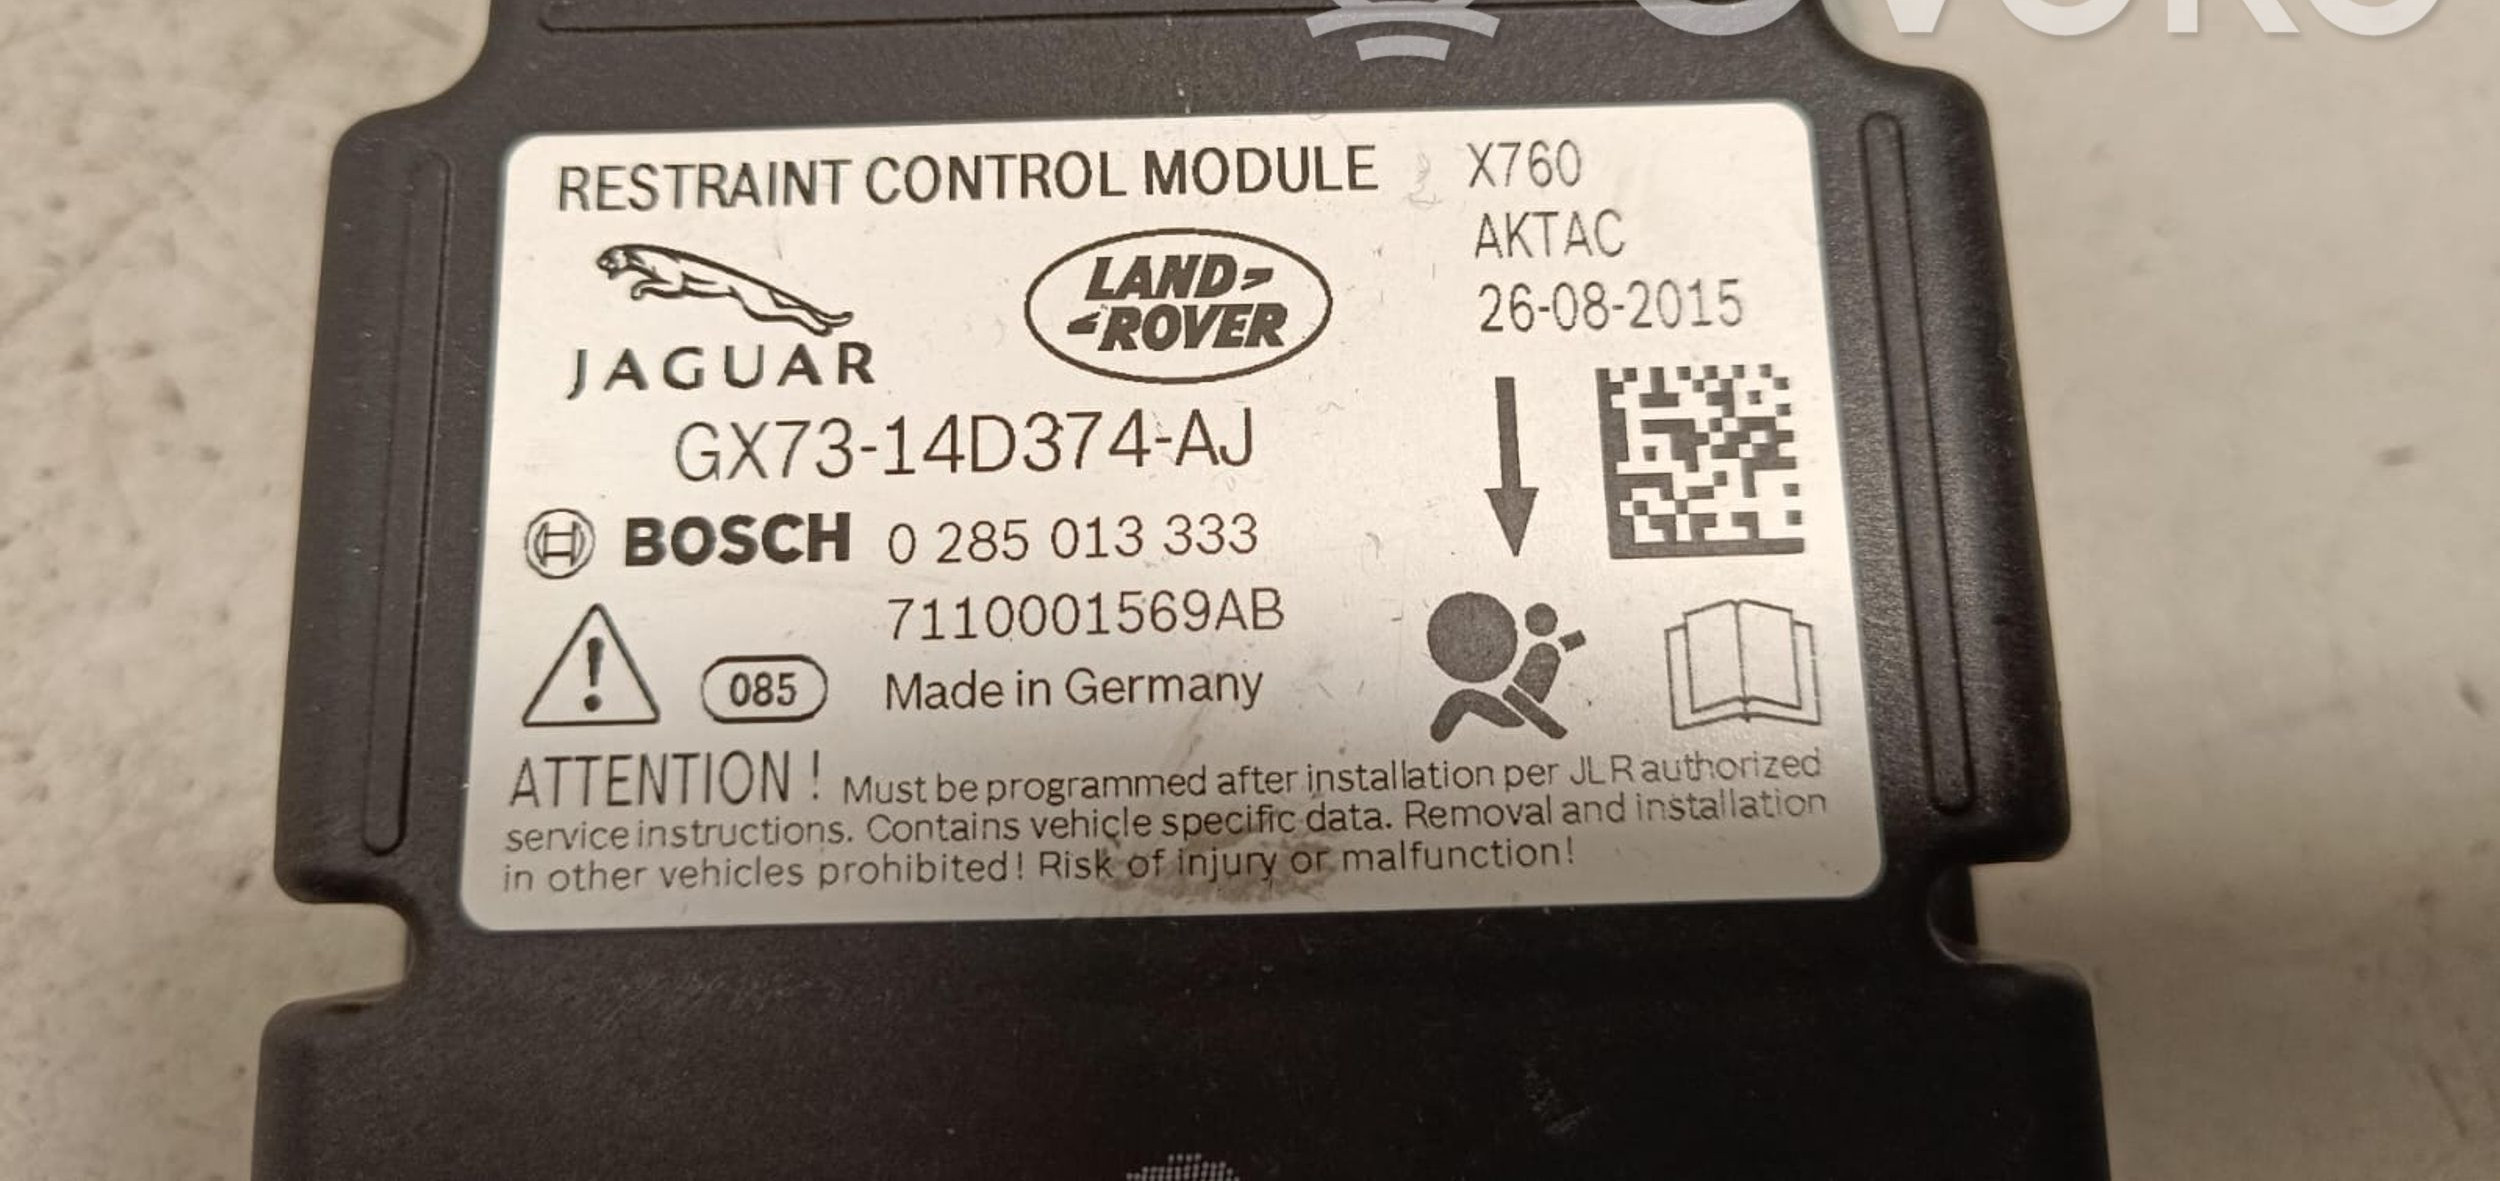 RESTRAINT CONTROL MODULE
X760
AKTAC
26-08-2015
JAGUAR
LAND
ROVER
GX73-14D374-AJ
BOSCH 0 285 013 333
7110001569AB
085
Made in Germany
ATTENTION ! Must be programmed after installation per JLR authorized
service instructions. Contains vehicle specific data. Removal and installation
in other vehicles prohibited! Risk of injury or malfunction!